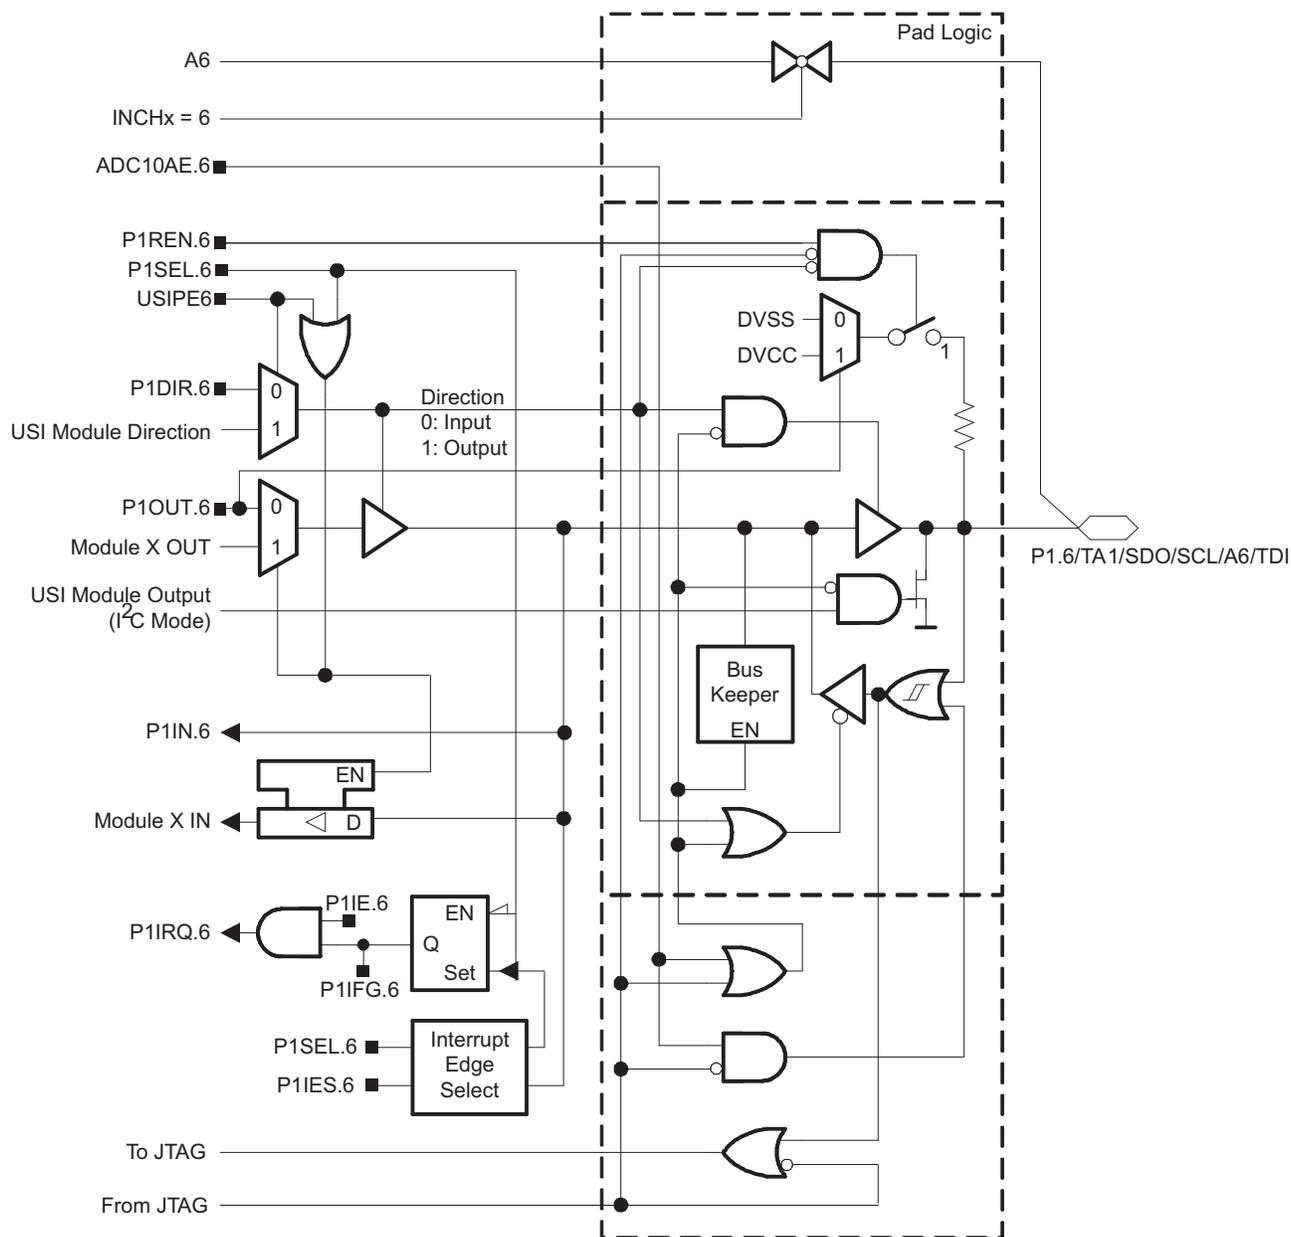 Pad Logic
A6
INCHx = 6
ADC10AE.6
P1REN.6
P1SEL.6
USIPE6
DVSS
0
DVCC
1
1
P1DIR.6
0
USI Module Direction
1
Direction
0: Input
1: Output
P1OUT.6
0
Module X OUT
1
P1.6/TA1/SDO/SCL/A6/TDI
USI Module Output
(I2C Mode)
Bus
Keeper
EN
P1IN.6
EN
Module X IN
D
P1IE.6
P1IRQ.6
EN
Q
Set
P1IFG.6
P1SEL.6
P1IES.6
Interrupt
Edge
Select
To JTAG
From JTAG